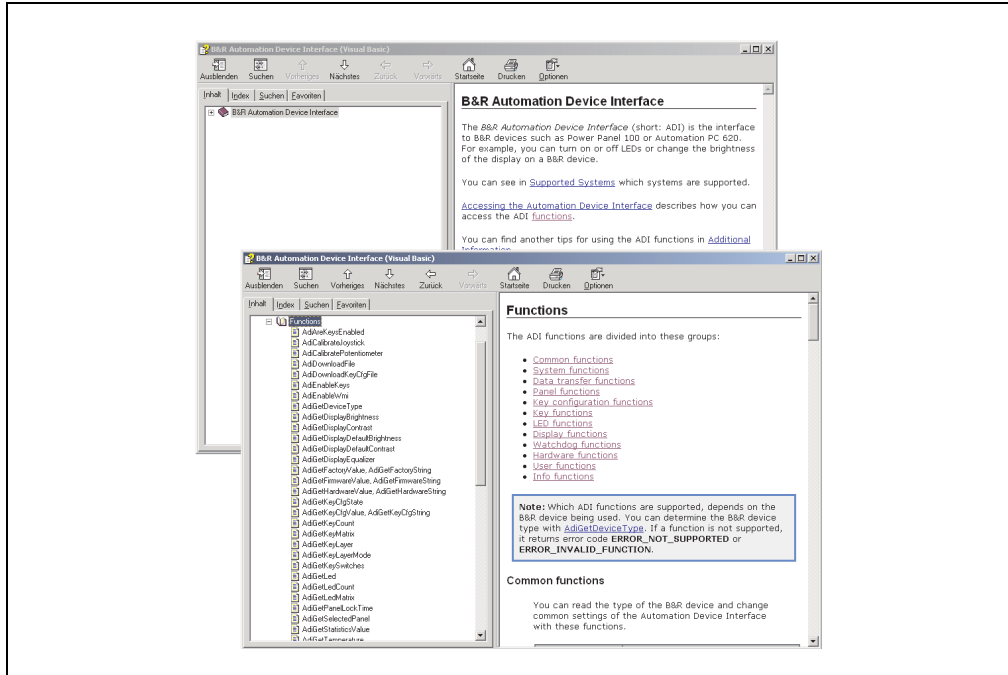 B&R Automation Device Interface (Visual Basic)
Ausblenden Suchen Vorheriges Nächstes Zurück Vorwärts Startseite Drucken Optionen
Inhalt Index Suchen Favoriten
B&R Automation Device Interface
B&R Automation Device Interface
The B&R Automation Device Interface (short: ADI) is the interface
to B&R devices such as Power Panel 100 or Automation PC 620.
For example, you can turn on or off LEDs or change the brightness
of the display on a B&R device.
You can see in Supported Systems which systems are supported.
Accessing the Automation Device Interface describes how you can
access the ADI functions.
You can find another tips for using the ADI functions in Additional
Information
B&R Automation Device Interface (Visual Basic)
Ausblenden Suchen Vorheriges Nächstes Zurück Vorwärts Startseite Drucken Optionen
Inhalt Index Suchen Favoriten
Functions
AdiAreKeysEnabled
AdiCalibrateJoystick
AdiCalibratePotentiometer
AdiDownloadFile
AdiDownloadKeyCfgFile
AdiEnableKeys
AdiEnableWmi
AdiGetDeviceType
AdiGetDisplayBrightness
AdiGetDisplayContrast
AdiGetDisplayDefaultBrightness
AdiGetDisplayDefaultContrast
AdiGetDisplayEqualizer
AdiGetFactoryValue, AdiGetFactoryString
AdiGetFirmwareValue, AdiGetFirmwareString
AdiGetHardwareValue, AdiGetHardwareString
AdiGetKeyCfgState
AdiGetKeyCfgValue, AdiGetKeyCfgString
AdiGetKeyCount
AdiGetKeyMatrix
AdiGetKeyLayer
AdiGetKeyLayerMode
AdiGetKeySwitches
AdiGetLed
AdiGetLedCount
AdiGetLedMatrix
AdiGetPanelLockTime
AdiGetSelectedPanel
AdiGetStatisticsValue
AdiGetTemperature
Functions
The ADI functions are divided into these groups:
• Common functions
• System functions
• Data transfer functions
• Panel functions
• Key configuration functions
• Key functions
• LED functions
• Display functions
• Watchdog functions
• Hardware functions
• User functions
• Info functions
Note: Which ADI functions are supported, depends on the
B&R device being used. You can determine the B&R device
type with AdiGetDeviceType. If a function is not supported,
it returns error code ERROR_NOT_SUPPORTED or
ERROR_INVALID_FUNCTION.
Common functions
You can read the type of the B&R device and change
common settings of the Automation Device Interface
with these functions.